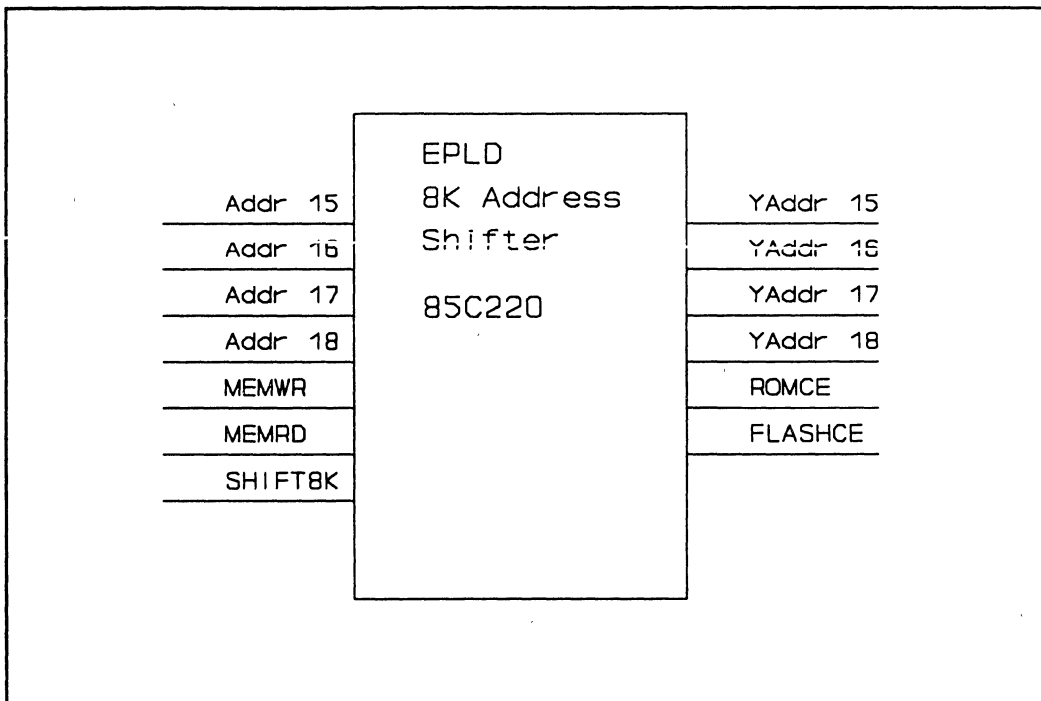 EPLD
8K Address
Shifter
85C220
Addr 15
Addr 16
Addr 17
Addr 18
MEMWR
MEMRD
SHIFT8K
YAddr 15
YAddr 16
YAddr 17
YAddr 18
ROMCE
FLASHCE